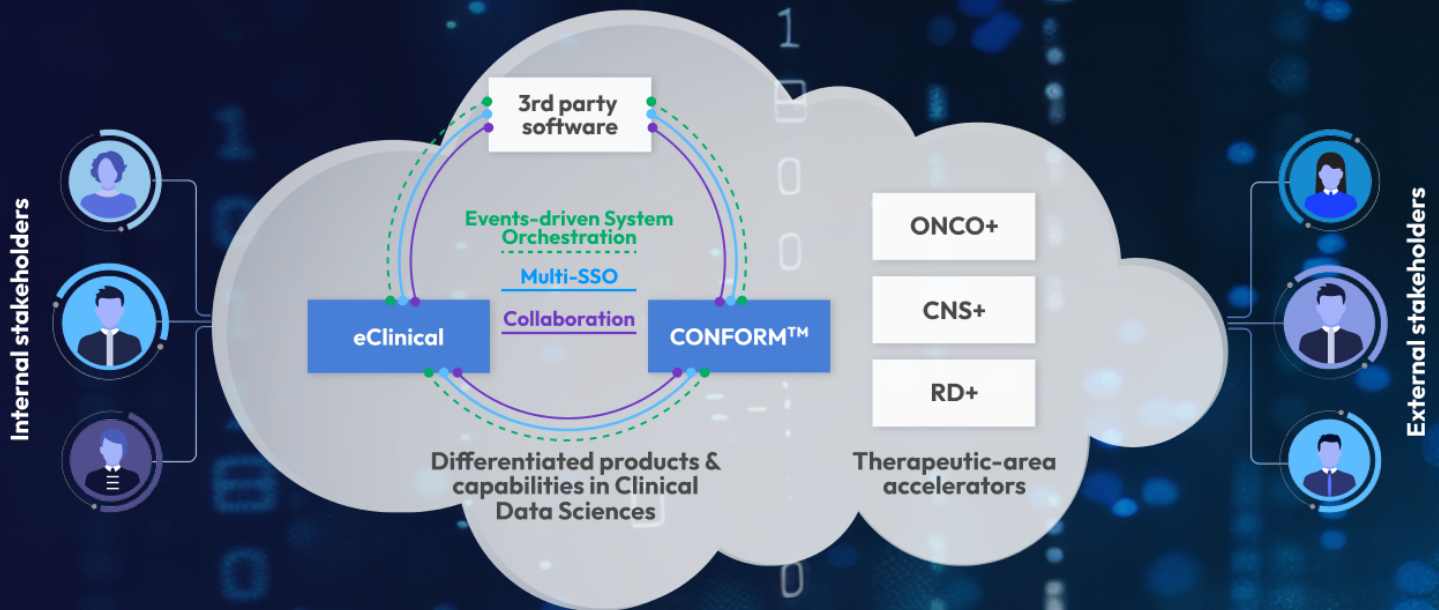 Internal stakeholders
3rd party
software
Events-driven System
Orchestration
Multi-SSO
Collaboration
eClinical
CONFORM™
Differentiated products &
capabilities in Clinical
Data Sciences
ONCO+
CNS+
RD+
Therapeutic-area
accelerators
External stakeholders